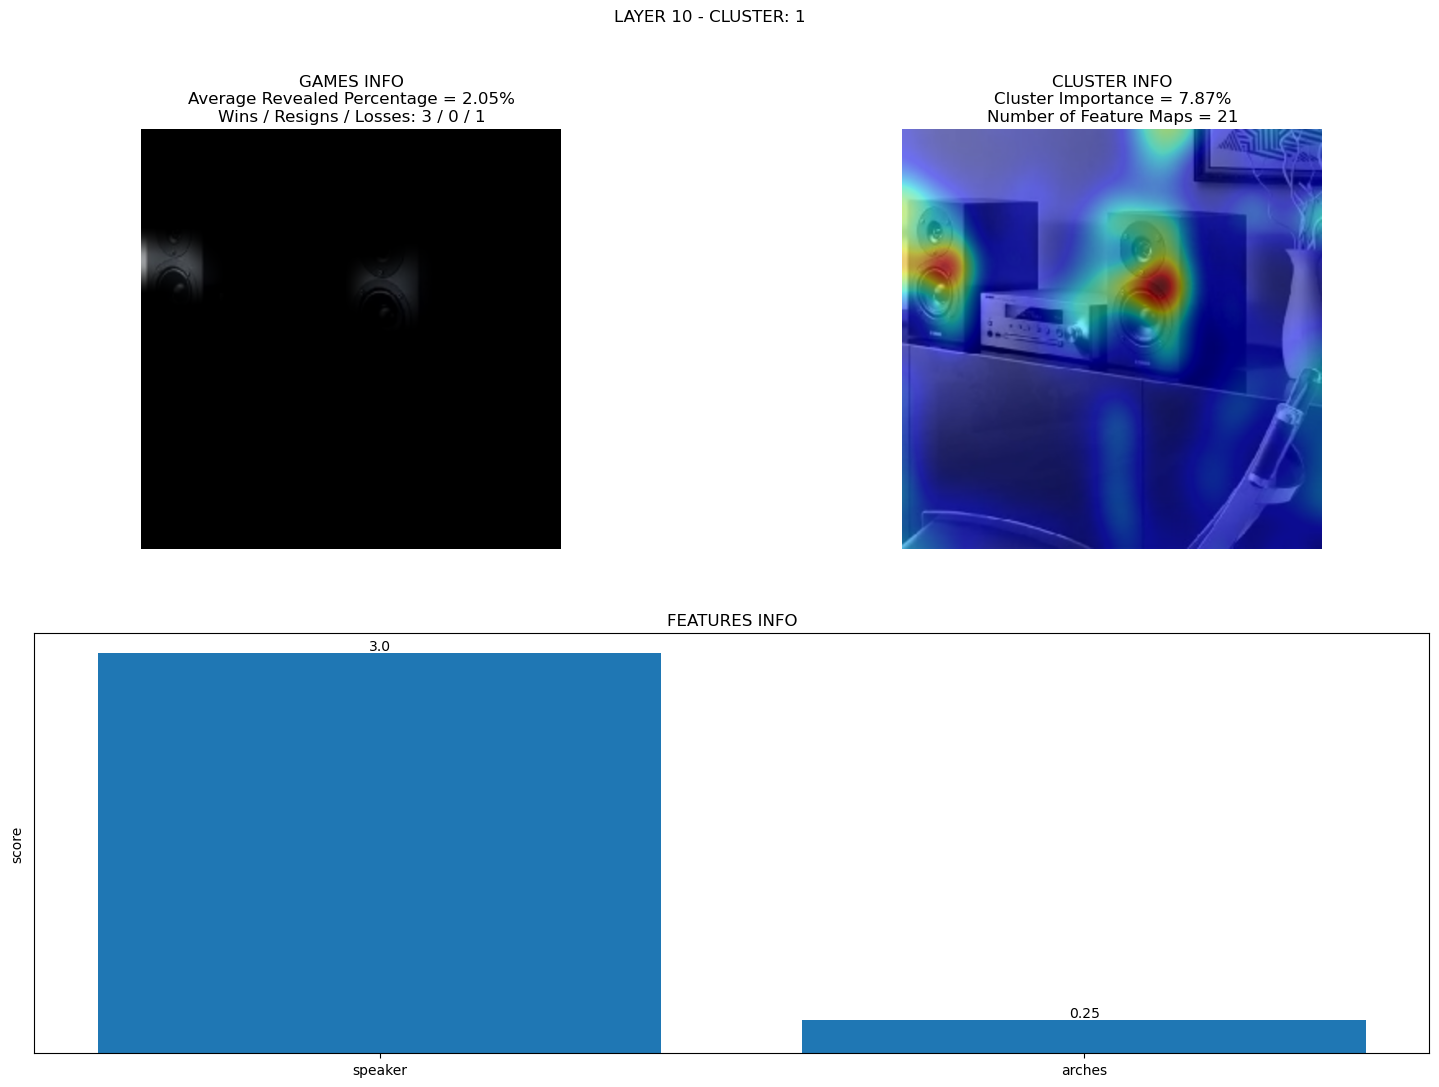 LAYER 10 - CLUSTER: 1
GAMES INFO
Average Revealed Percentage = 2.05%
Wins / Resigns / Losses: 3 / 0 / 1
CLUSTER INFO
Cluster Importance = 7.87%
Number of Feature Maps = 21
FEATURES INFO
score
3.0
0.25
speaker
arches